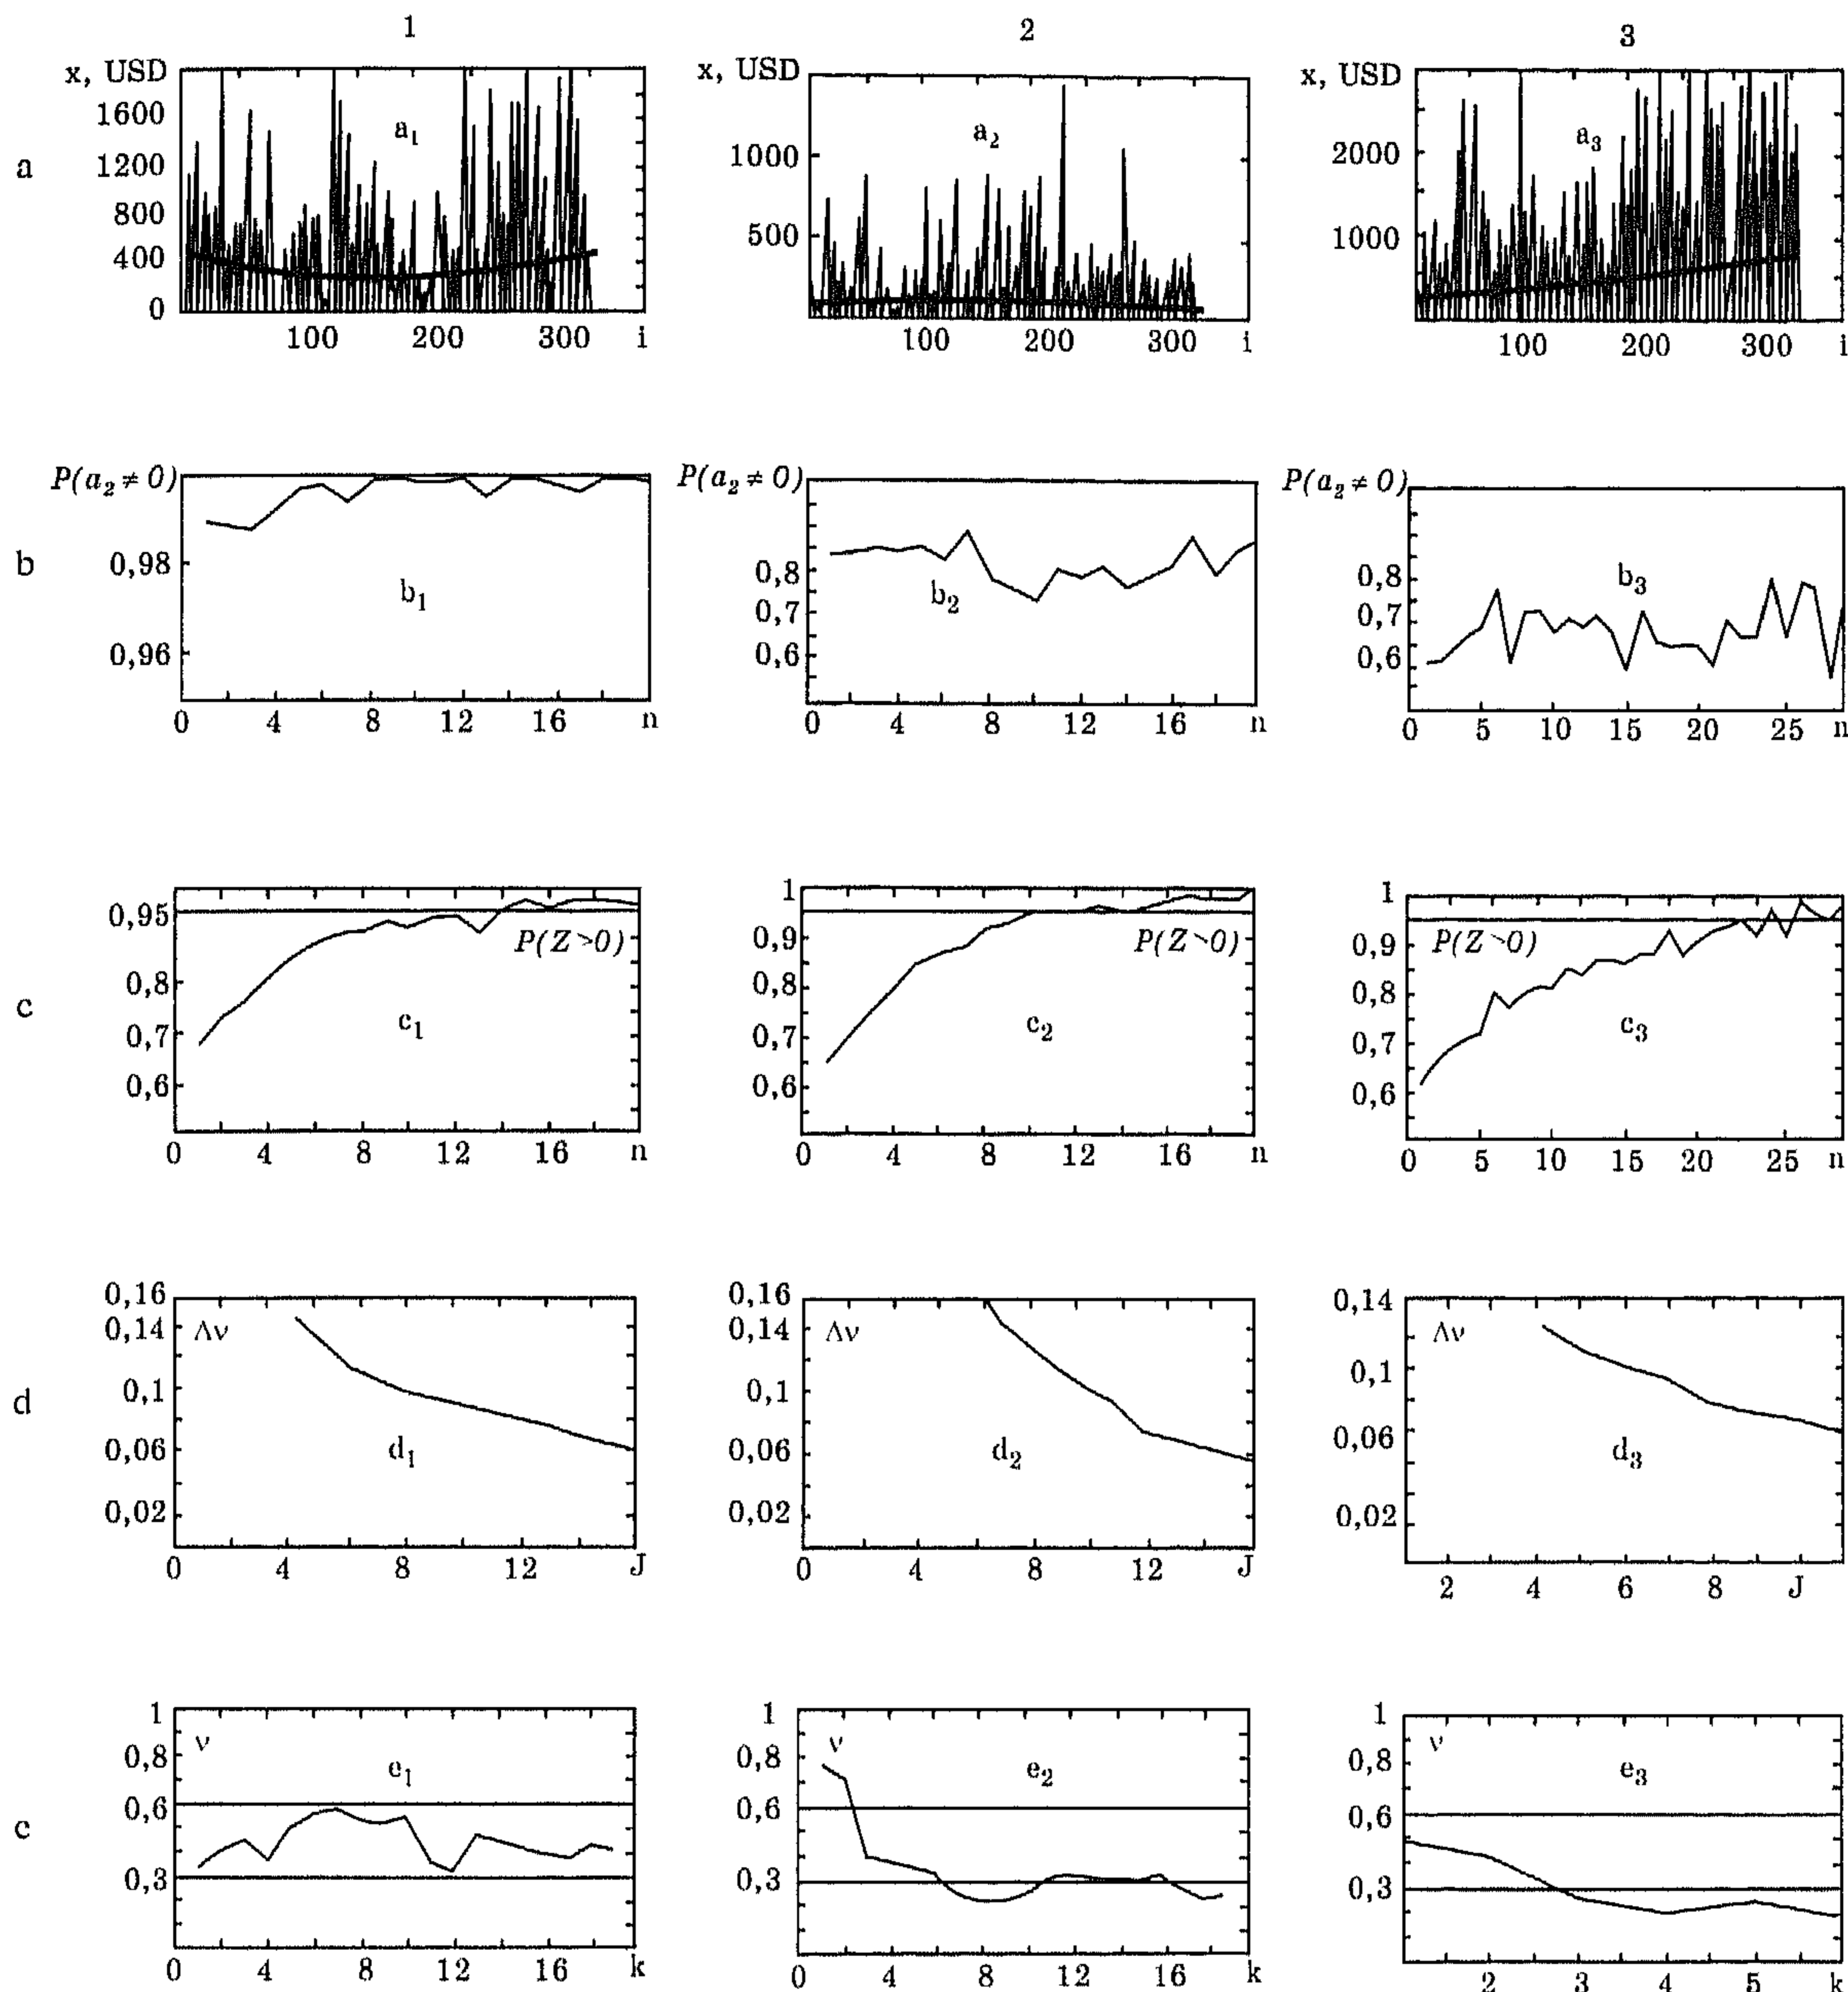 1 2 3
a
x, USD
1600
1200
800
400
0
100 200 300 i
a1
x, USD
1000
500
100 200 300 i
a2
x, USD
2000
1000
100 200 300 i
a3
b
P(a2 ≠ 0)
0,98
0,96
0 4 8 12 16 n
b1
P(a2 ≠ 0)
0,8
0,7
0,6
0 4 8 12 16 n
b2
P(a2 ≠ 0)
0,8
0,7
0,6
0 5 10 15 20 25 n
b3
c
0,95
0,8
0,7
0,6
P(Z>0)
c1
0 4 8 12 16 n
1
0,9
0,8
0,7
0,6
P(Z>0)
c2
0 4 8 12 16 n
1
0,9
0,8
0,7
0,6
P(Z>0)
c3
0 5 10 15 20 25 n
d
0,16
0,14
0,1
0,06
0,02
Λν
d1
0 4 8 12 J
0,16
0,14
0,1
0,06
0,02
Λν
d2
0 4 8 12 J
0,14
0,1
0,06
0,02
Λν
d3
2 4 6 8 J
c
1
0,8
0,6
0,3
ν
e1
0 4 8 12 16 k
1
0,8
0,6
0,3
ν
e2
0 4 8 12 16 k
1
0,8
0,6
0,3
ν
e3
2 3 4 5 k